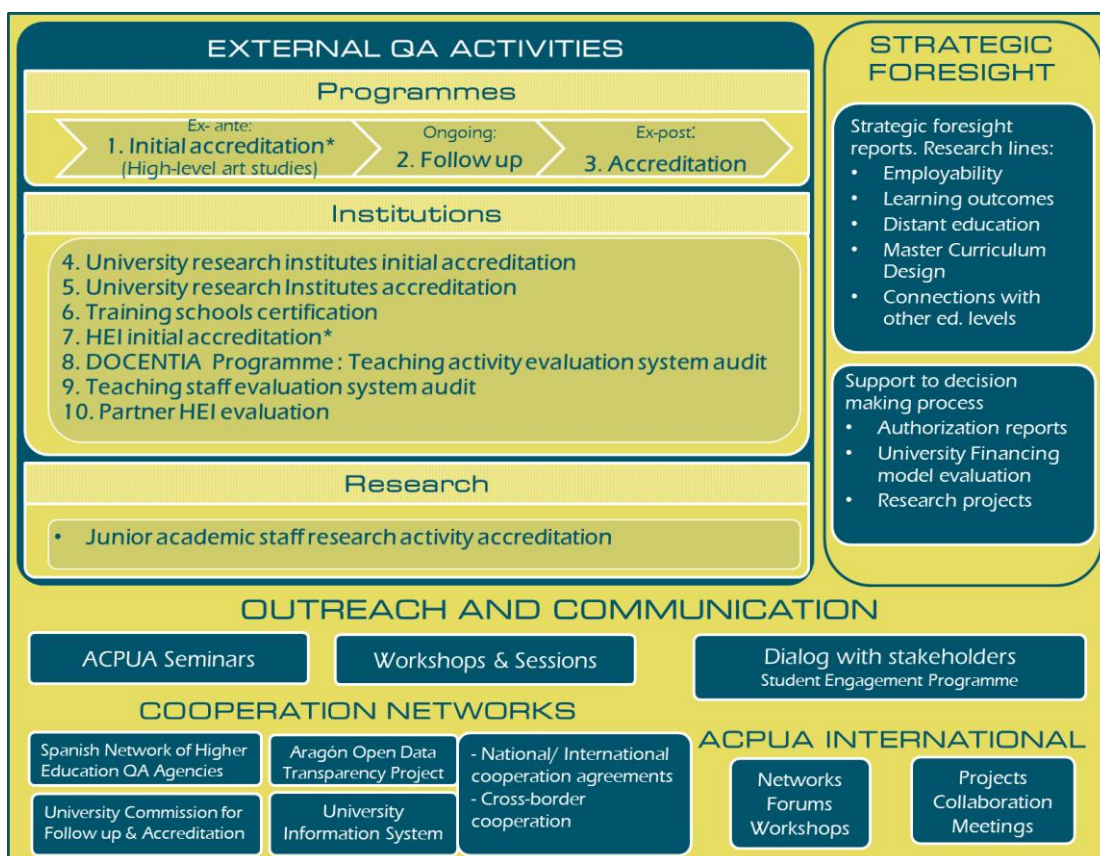 EXTERNAL QA ACTIVITIES
Programmes
Ex- ante:
1. Initial accreditation*
(High-level art studies)
Ongoing:
2. Follow up
Ex-post:
3. Accreditation
Institutions
4. University research institutes initial accreditation
5. University research Institutes accreditation
6. Training schools certification
7. HEI initial accreditation*
8. DOCENTIA Programme : Teaching activity evaluation system audit
9. Teaching staff evaluation system audit
10. Partner HEI evaluation
Research
• Junior academic staff research activity accreditation
STRATEGIC
FORESIGHT
Strategic foresight
reports. Research lines:
• Employability
• Learning outcomes
• Distant education
• Master Curriculum
Design
• Connections with
other ed. levels
Support to decision
making process
• Authorization reports
• University Financing
model evaluation
• Research projects
OUTREACH AND COMMUNICATION
ACPUA Seminars
Workshops & Sessions
Dialog with stakeholders
Student Engagement Programme
COOPERATION NETWORKS
Spanish Network of Higher
Education QA Agencies
Aragón Open Data
Transparency Project
University Commission for
Follow up & Accreditation
University
Information System
- National/ International
cooperation agreements
- Cross-border
cooperation
ACPUA INTERNATIONAL
Networks
Forums
Workshops
Projects
Collaboration
Meetings